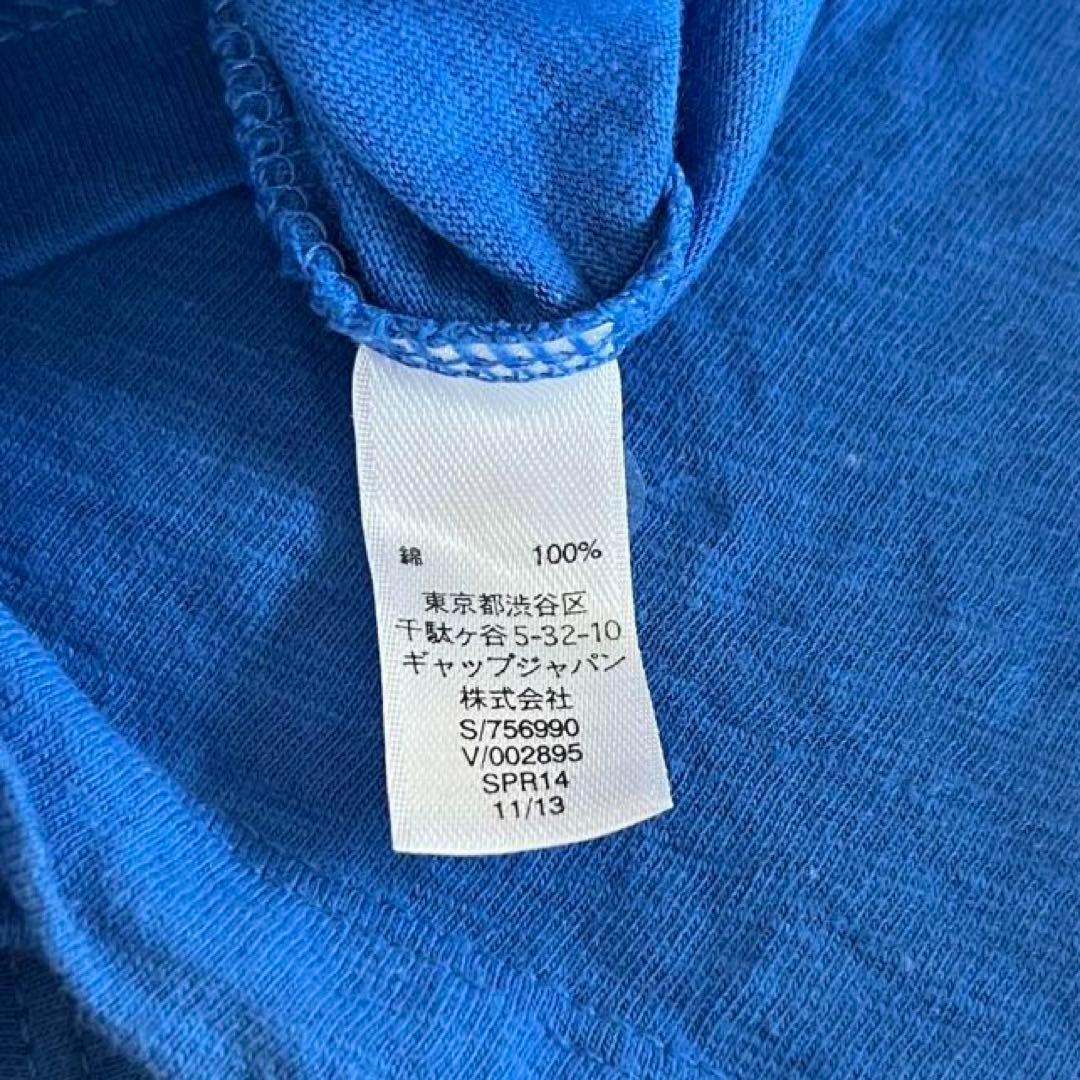 綿 100%
東京都渋谷区
千駄ヶ谷5-32-10
ギャップジャパン
株式会社
S/756990
V/002895
SPR14
11/13